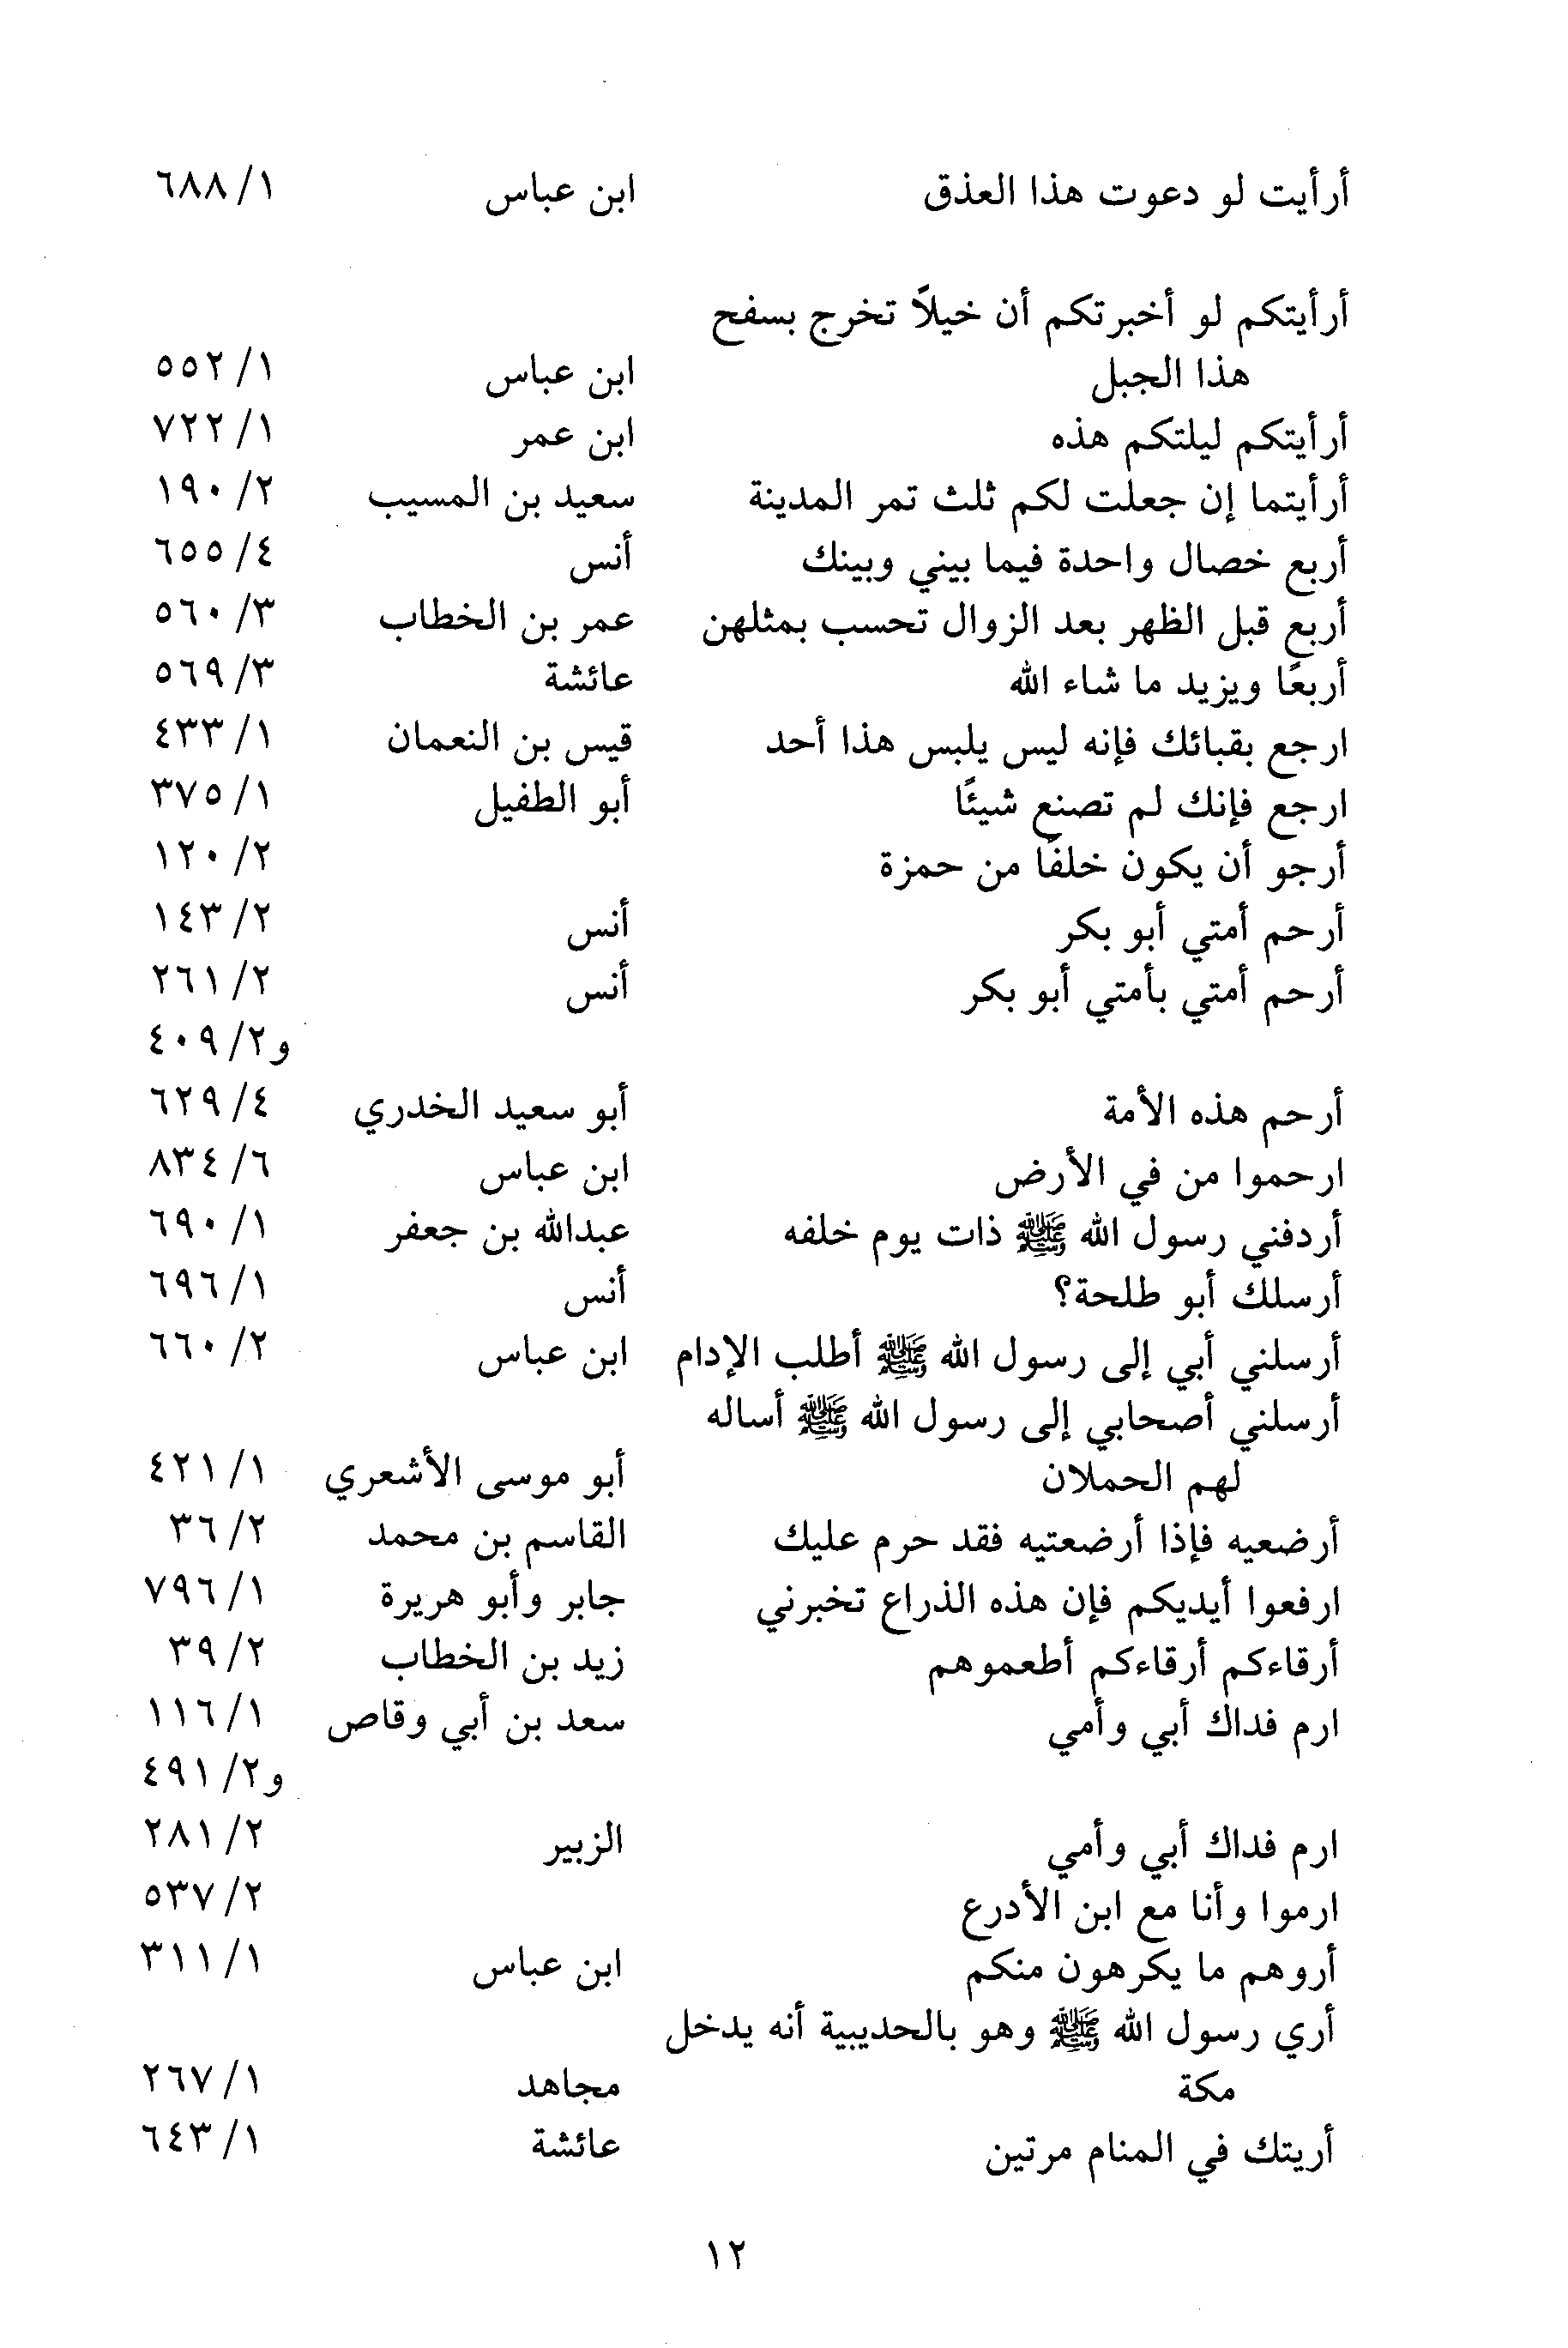 أرأيت لو دعوت هذا العذق ابن عباس ١/ ٦٨٨
أرأيتكم لو أخبرتكم أن خيلاً تخرج بسفح
هذا الجبل ابن عباس ١/ ٥٥٢
أرأيتكم ليلتكم هذه ابن عمر ١/ ٧٢٢
أرأيتما إن جعلت لكم ثلث تمر المدينة سعيد بن المسيب ٢/ ١٩٠
أربع خصال واحدة فيما بيني وبينك أنس ٤/ ٦٥٥
أربع قبل الظهر بعد الزوال تحسب بمثلهن عمر بن الخطاب ٣/ ٥٦٠
أربعًا ويزيد ما شاء الله عائشة ٣/ ٥٦٩
ارجع بقبائك فإنه ليس يلبس هذا أحد قيس بن النعمان ١/ ٤٣٣
ارجع فإنك لم تصنع شيئًا أبو الطفيل ١/ ٣٧٥
أرجو أن يكون خلفًا من حمزة ٢/ ١٢٠
أرحم أمتي أبو بكر أنس ٢/ ١٤٣
أرحم أمتي بأمتي أبو بكر أنس ٢/ ٢٦١
و٢/ ٤٠٩
أرحم هذه الأمة أبو سعيد الخدري ٤/ ٦٢٩
ارحموا من في الأرض ابن عباس ٦/ ٨٣٤
أردفني رسول الله ﷺ ذات يوم خلفه عبدالله بن جعفر ١/ ٦٩٠
أرسلك أبو طلحة؟ أنس ١/ ٦٩٦
أرسلني أبي إلى رسول الله ﷺ أطلب الإدام ابن عباس ٢/ ٦٦٠
أرسلني أصحابي إلى رسول الله ﷺ أساله
لهم الحملان أبو موسى الأشعري ١/ ٤٢١
أرضعيه فإذا أرضعتيه فقد حرم عليك القاسم بن محمد ٢/ ٣٦
ارفعوا أيديكم فإن هذه الذراع تخبرني جابر وأبو هريرة ١/ ٧٩٦
أرقاءكم أرقاءكم أطعموهم زيد بن الخطاب ٢/ ٣٩
ارم فداك أبي وأمي سعد بن أبي وقاص ١/ ١١٦
و٢/ ٤٩١
ارم فداك أبي وأمي الزبير ٢/ ٢٨١
ارموا وأنا مع ابن الأدرع ٢/ ٥٣٧
أروهم ما يكرهون منكم ابن عباس ١/ ٣١١
أري رسول الله ﷺ وهو بالحديبية أنه يدخل
مكة مجاهد ١/ ٢٦٧
أريتك في المنام مرتين عائشة ١/ ٦٤٣
١٢